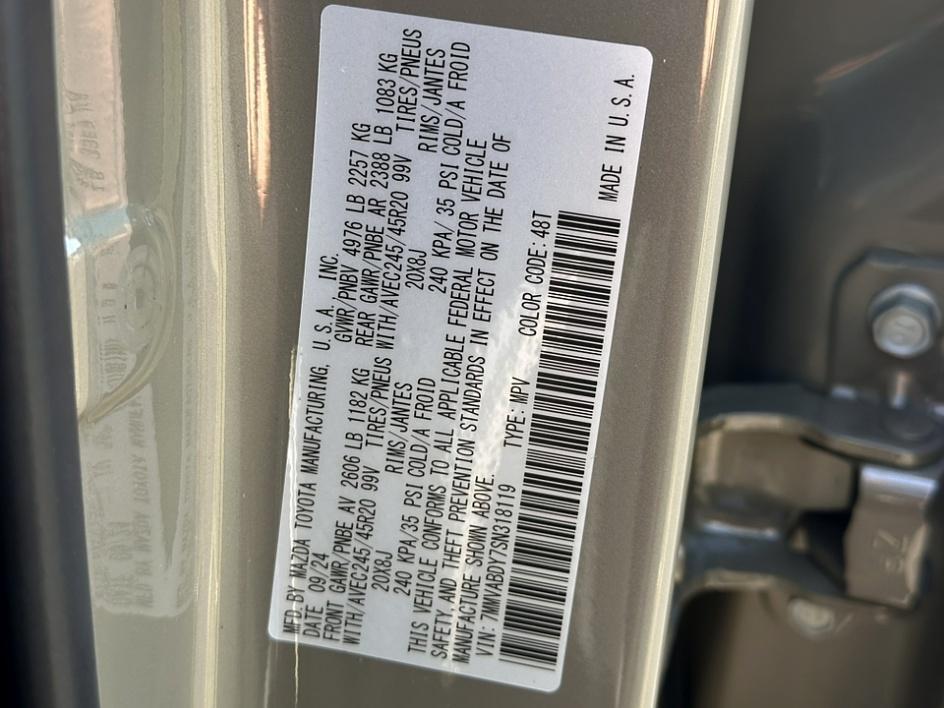 MFD. BY MAZDA TOYOTA MANUFACTURING, U.S.A., INC.
DATE 09/24 GVWR/PNBV 4976 LB 2257 KG
FRONT GAWR/PNBE AV 2606 LB 1182 KG REAR GAWR/PNBE AR 2388 LB 1083 KG
WITH/AVEC245/45R20 99V TIRES/PNEUS WITH/AVEC245/45R20 99V TIRES/PNEUS
20X8J RIMS/JANTES 20X8J RIMS/JANTES
240 KPA/35 PSI COLD/A FROID 240 KPA/ 35 PSI COLD/A FROID
THIS VEHICLE CONFORMS TO ALL APPLICABLE FEDERAL MOTOR VEHICLE
SAFETY AND THEFT PREVENTION STANDARDS IN EFFECT ON THE DATE OF
MANUFACTURE SHOWN ABOVE.
VIN: 7MMVABDY7SN318119 TYPE: MPV COLOR CODE: 48T
MADE IN U.S.A.